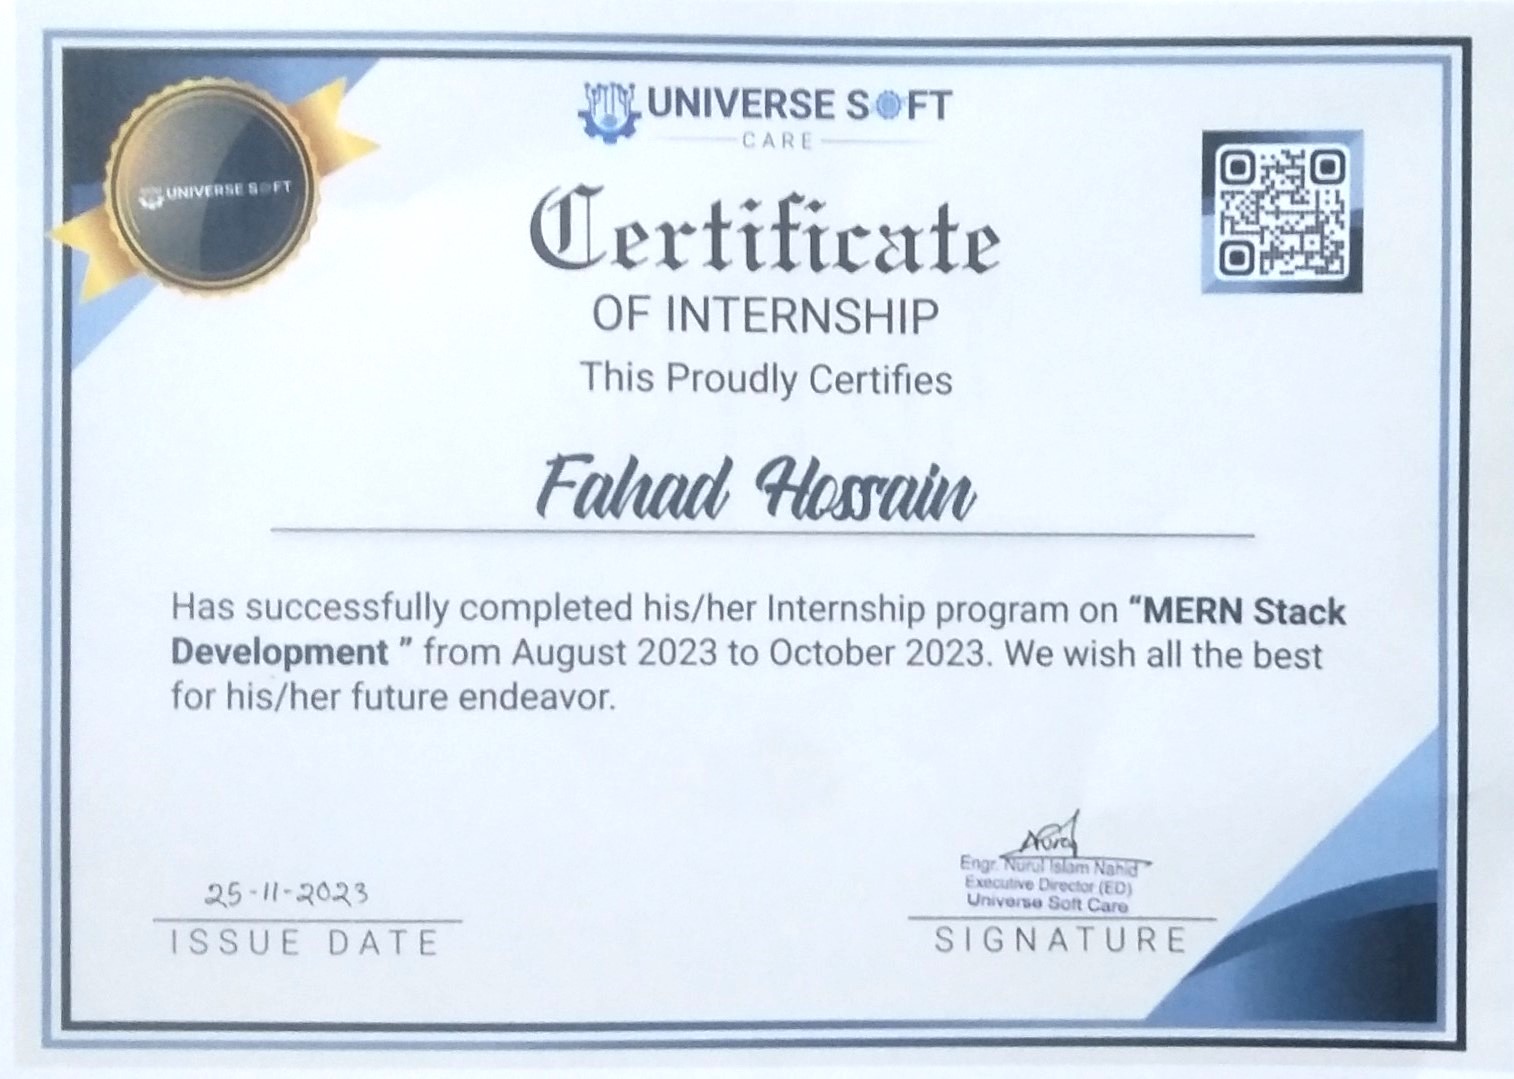 UNIVERSE SOFT
CARE
UNIVERSE SOFT
Certificate
OF INTERNSHIP
This Proudly Certifies
Fahad Hossain
Has successfully completed his/her Internship program on “MERN Stack
Development ” from August 2023 to October 2023. We wish all the best
for his/her future endeavor.
25-11-2023
ISSUE DATE
Engr. Nurul Islam Nahid
Executive Director (ED)
Universe Soft Care
SIGNATURE